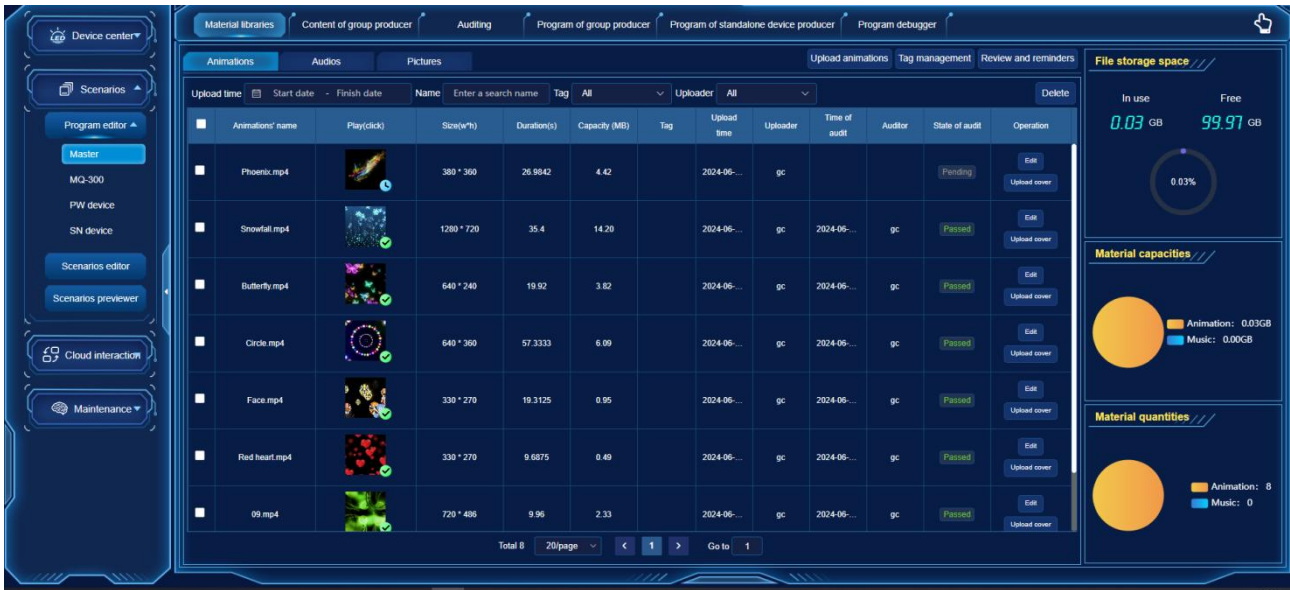 Device center
Scenarios
Program editor
Master
MQ-300
PW device
SN device
Scenarios editor
Scenarios previewer
Cloud interaction
Maintenance
Material libraries Content of group producer Auditing Program of group producer Program of standalone device producer Program debugger
Animations Audios Pictures Upload animations Tag management Review and reminders
Upload time Start date - Finish date Name Enter a search name Tag All Uploader All Delete
Animations' name Play(click) Size(w*h) Duration(s) Capacity (MB) Tag Upload time Uploader Time of audit Auditor State of audit Operation
Phoenix.mp4 380 * 360 26.9842 4.42 2024-06-... gc Pending Edit
Upload cover
Snowfall.mp4 1280 * 720 35.4 14.20 2024-06-... gc 2024-06-... gc Passed Edit
Upload cover
Butterfly.mp4 640 * 240 19.92 3.82 2024-06-... gc 2024-06-... gc Passed Edit
Upload cover
Circle.mp4 640 * 360 57.3333 6.09 2024-06-... gc 2024-06-... gc Passed Edit
Upload cover
Face.mp4 330 * 270 19.3125 0.95 2024-06-... gc 2024-06-... gc Passed Edit
Upload cover
Red heart.mp4 330 * 270 9.6875 0.49 2024-06-... gc 2024-06-... gc Passed Edit
Upload cover
09.mp4 720 * 486 9.96 2.33 2024-06-... gc 2024-06-... gc Passed Edit
Upload cover
Total 8 20/page < 1 > Go to 1
File storage space
In use Free
0.03 GB 99.97 GB
0.03%
Material capacities
Animation: 0.03GB
Music: 0.00GB
Material quantities
Animation: 8
Music: 0